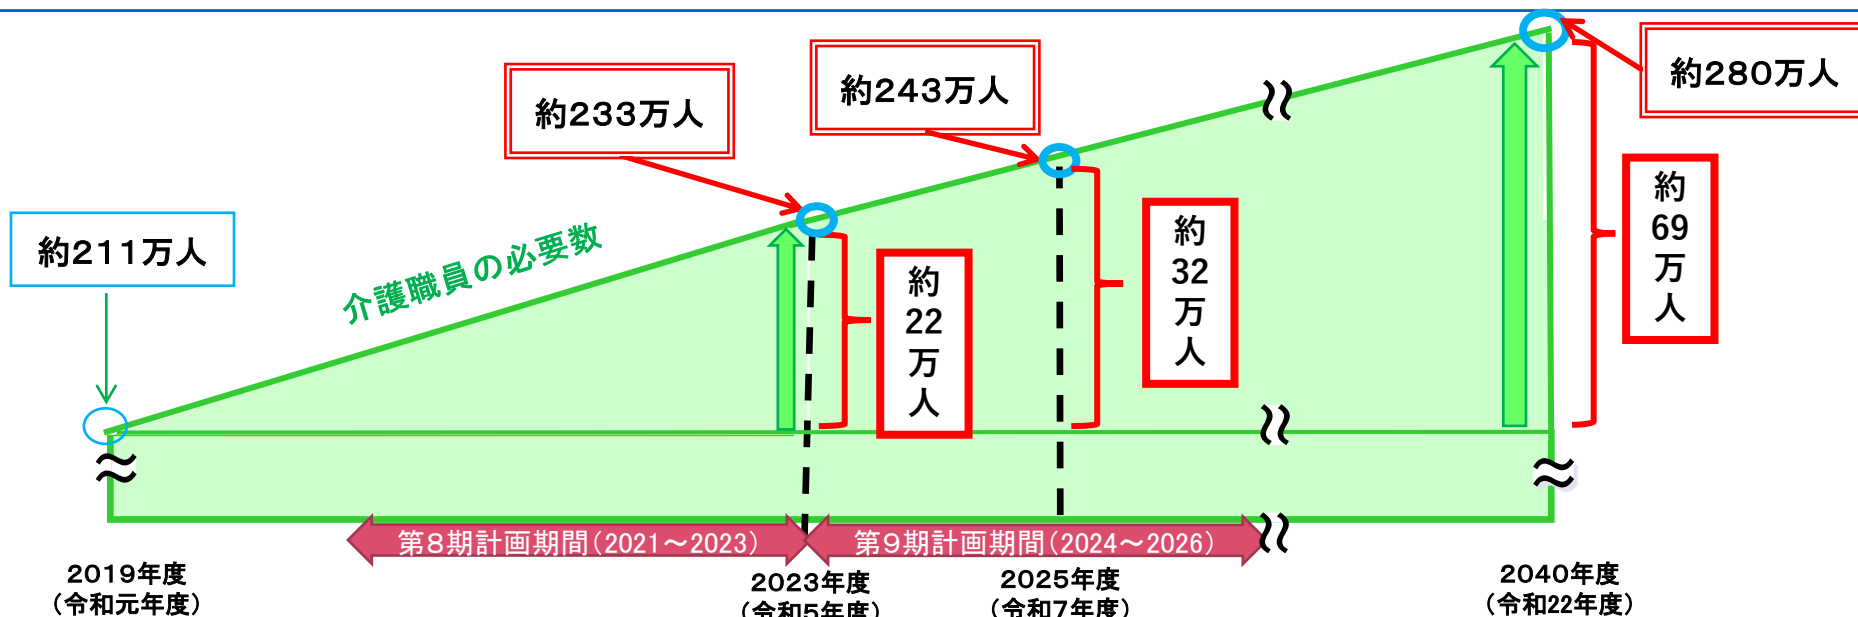 約211万人
約233万人
約243万人
約280万人
介護職員の必要数
約
22
万
人
約
32
万
人
約
69
万
人
第8期計画期間(2021~2023)
第9期計画期間(2024~2026)
2019年度
(令和元年度)
2023年度
(令和5年度)
2025年度
(令和7年度)
2040年度
(令和22年度)